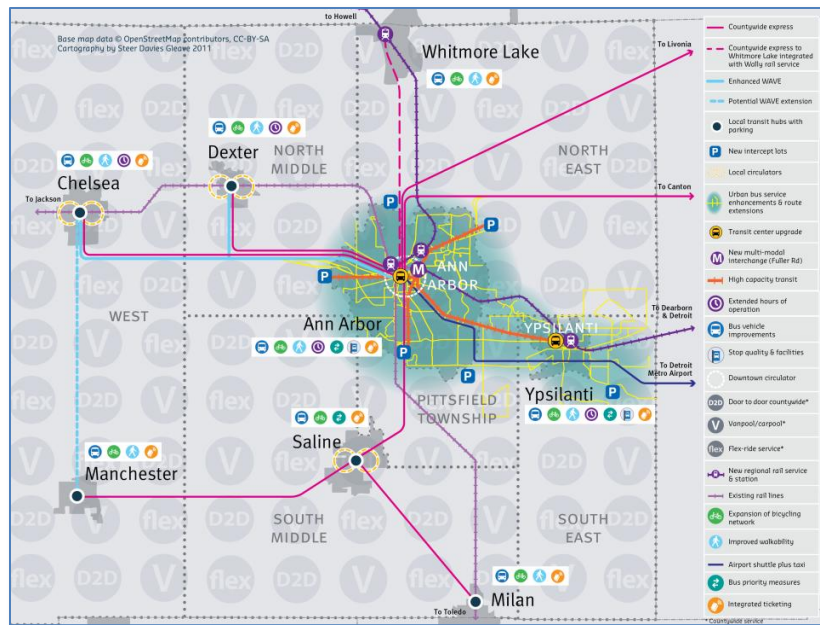 Base map data © OpenStreetMap contributors, CC-BY-SA
Cartography by Steer Davies Gleave 2011
to Howell
Whitmore Lake
To Livonia
NORTH
MIDDLE
NORTH
EAST
Dexter
Chelsea
To Jackson
To Canton
M
ANN
ARBOR
WEST
Ann Arbor
YPSILANTI
To Dearborn
& Detroit
To Detroit
Metro Airport
PITTSFIELD
TOWNSHIP
Ypsilanti
Saline
Manchester
SOUTH
MIDDLE
SOUTH
EAST
Milan
To Toledo
P
P
P
P
P
P
flex
D2D
V
Countywide express
Countywide express to
Whitmore Lake integrated
with Wally rail service
Enhanced WAVE
Potential WAVE extension
Local transit hubs with
parking
P New intercept lots
Local circulators
Urban bus service
enhancements & route
extensions
Transit center upgrade
M New multi-modal
interchange (Fuller Rd)
High capacity transit
Extended hours of
operation
Bus vehicle
improvements
Stop quality & facilities
Downtown circulator
D2D Door to door countywide*
V Vanpool/carpool*
flex Flex-ride service*
New regional rail service
& station
Existing rail lines
Expansion of bicycling
network
Improved walkability
Airport shuttle plus taxi
Bus priority measures
Integrated ticketing
* Countywide service